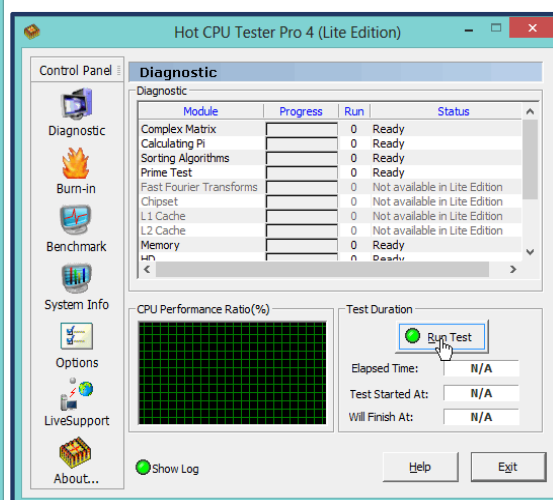 Hot CPU Tester Pro 4 (Lite Edition)
Control Panel
Diagnostic
Burn-in
Benchmark
System Info
Options
LiveSupport
About...
Diagnostic
Diagnostic
Module Progress Run Status
Complex Matrix 0 Ready
Calculating Pi 0 Ready
Sorting Algorithms 0 Ready
Prime Test 0 Ready
Fast Fourier Transforms 0 Not available in Lite Edition
Chipset 0 Not available in Lite Edition
L1 Cache 0 Not available in Lite Edition
L2 Cache 0 Not available in Lite Edition
Memory 0 Ready
HD 0 Ready
CPU Performance Ratio(%)
Test Duration
Run Test
Elapsed Time: N/A
Test Started At: N/A
Will Finish At: N/A
Show Log
Help
Exit